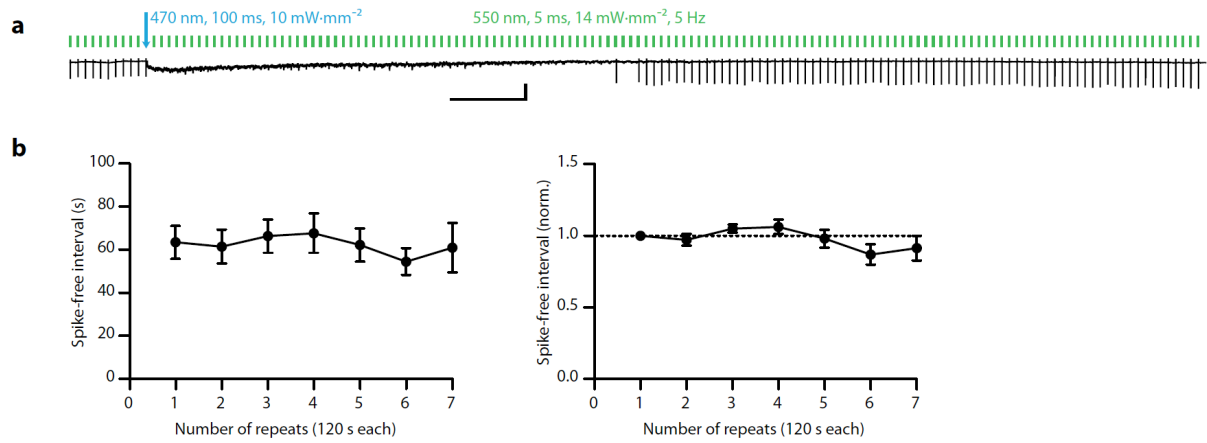 a
470 nm, 100 ms, 10 mW·mm⁻²
550 nm, 5 ms, 14 mW·mm⁻², 5 Hz
b
Spike-free interval (s)
100
80
60
40
20
0
0 1 2 3 4 5 6 7
Number of repeats (120 s each)
Spike-free interval (norm.)
1.5
1.0
0.5
0.0
0 1 2 3 4 5 6 7
Number of repeats (120 s each)